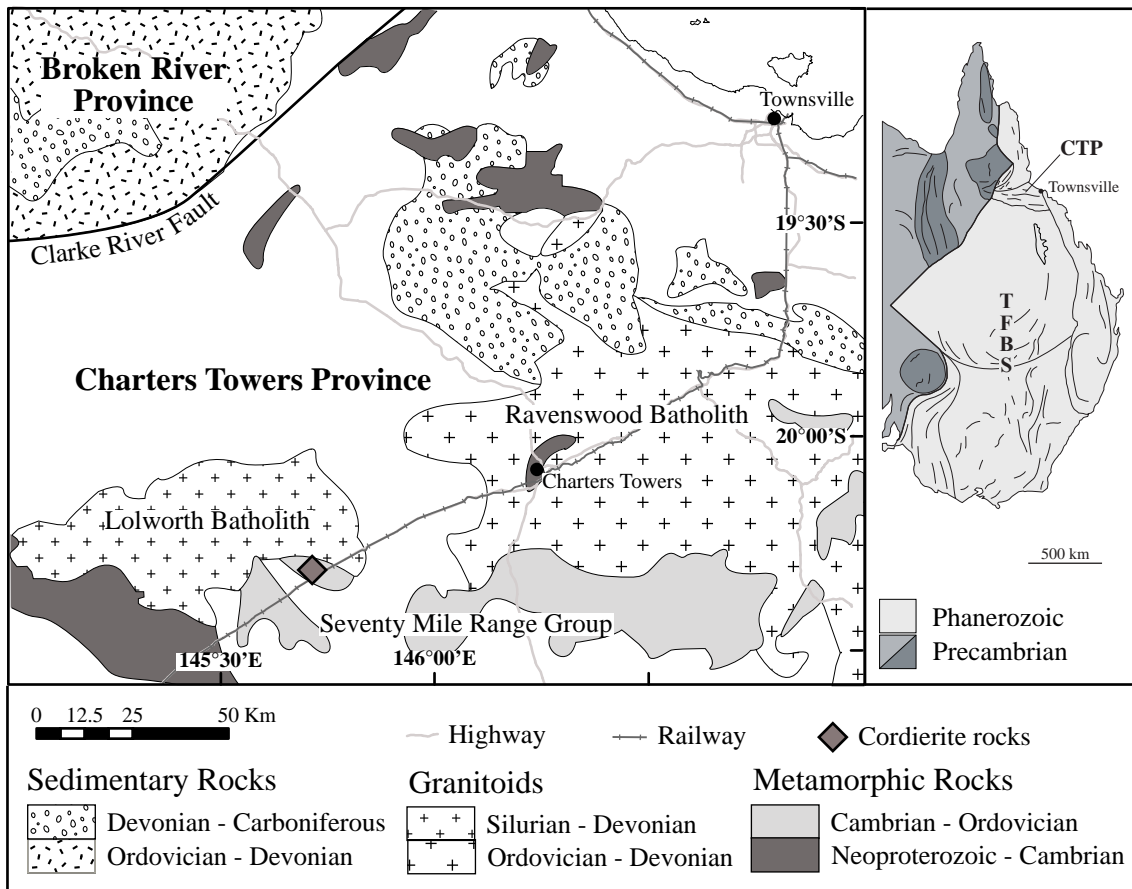 Broken River
Province
Clarke River Fault
Townsville
19°30'S
Charters Towers Province
Ravenswood Batholith
20°00'S
Charters Towers
Lolworth Batholith
Seventy Mile Range Group
145°30'E
146°00'E
CTP
Townsville
T
F
B
S
500 km
Phanerozoic
Precambrian
0 12.5 25 50 Km
Highway
Railway
Cordierite rocks
Sedimentary Rocks
Devonian - Carboniferous
Ordovician - Devonian
Granitoids
Silurian - Devonian
Ordovician - Devonian
Metamorphic Rocks
Cambrian - Ordovician
Neoproterozoic - Cambrian